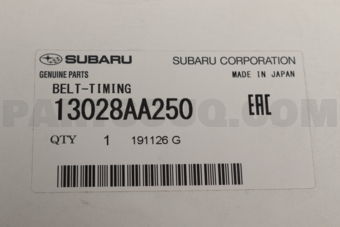 SUBARU SUBARU CORPORATION
GENUINE PARTS MADE IN JAPAN
BELT-TIMING
13028AA250 EAC
QTY 1 191126 G